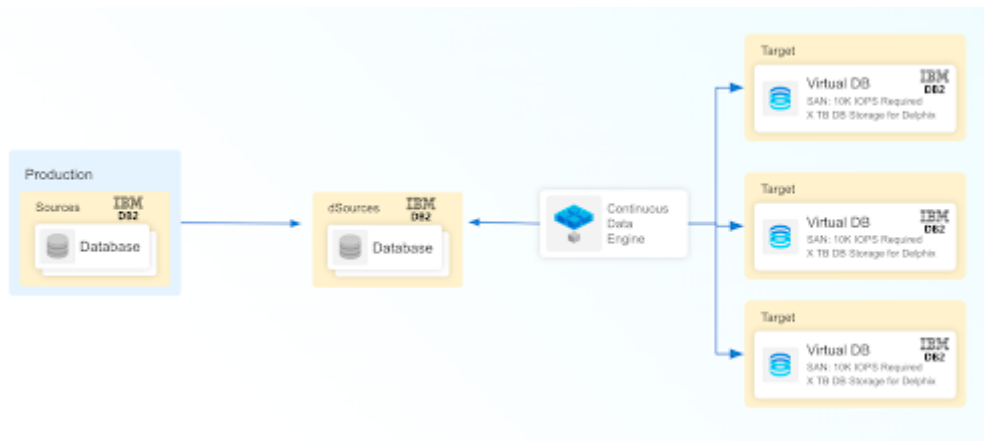 Production
Sources
IBM
DB2
Database
dSources
IBM
DB2
Database
Continuous
Data
Engine
Target
Virtual DB
IBM
DB2
SAN: 10K IOPS Required
X TB DB Storage for Delphix
Target
Virtual DB
IBM
DB2
SAN: 10K IOPS Required
X TB DB Storage for Delphix
Target
Virtual DB
IBM
DB2
SAN: 10K IOPS Required
X TB DB Storage for Delphix